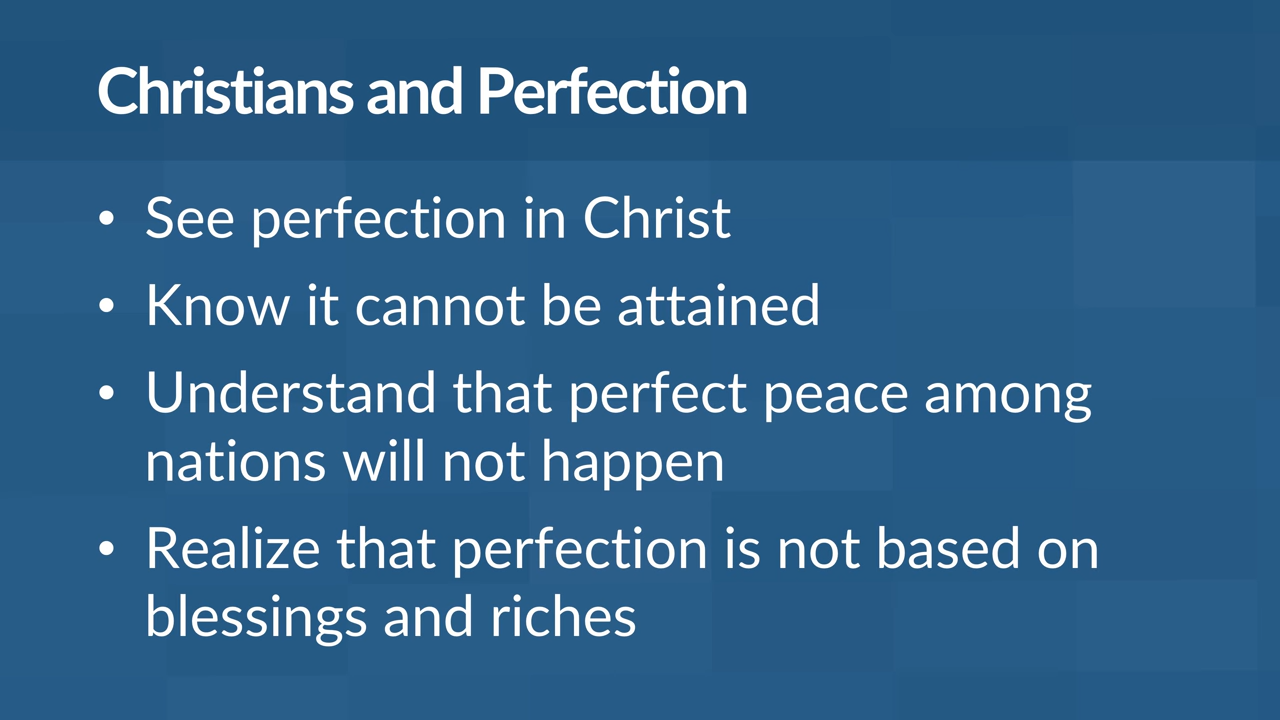 Christians and Perfection
• See perfection in Christ
• Know it cannot be attained
• Understand that perfect peace among
nations will not happen
• Realize that perfection is not based on
blessings and riches